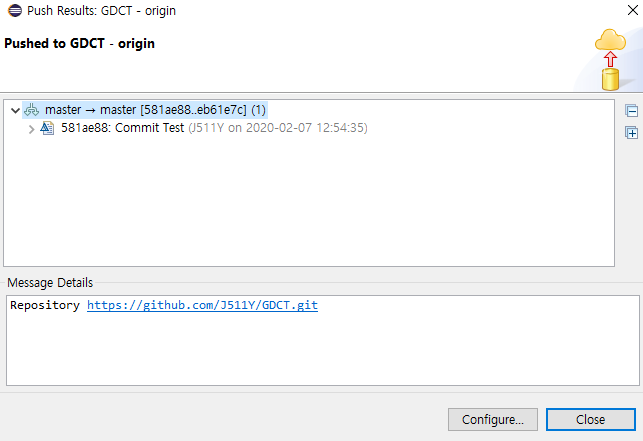 Push Results: GDCT - origin
Pushed to GDCT - origin
master → master [581ae88..eb61e7c] (1)
581ae88: Commit Test (J511Y on 2020-02-07 12:54:35)
Message Details
Repository https://github.com/J511Y/GDCT.git
Configure...
Close